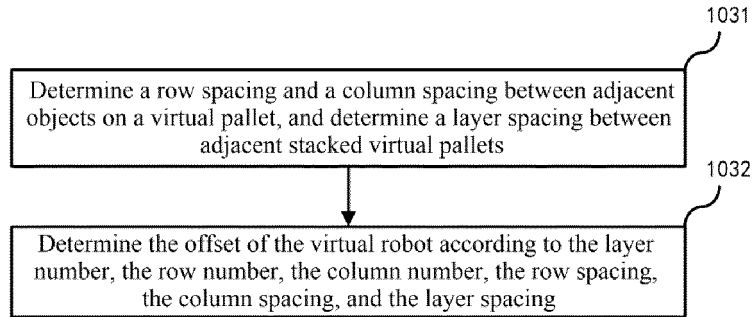 1031
Determine a row spacing and a column spacing between adjacent
objects on a virtual pallet, and determine a layer spacing between
adjacent stacked virtual pallets
1032
Determine the offset of the virtual robot according to the layer
number, the row number, the column number, the row spacing,
the column spacing, and the layer spacing